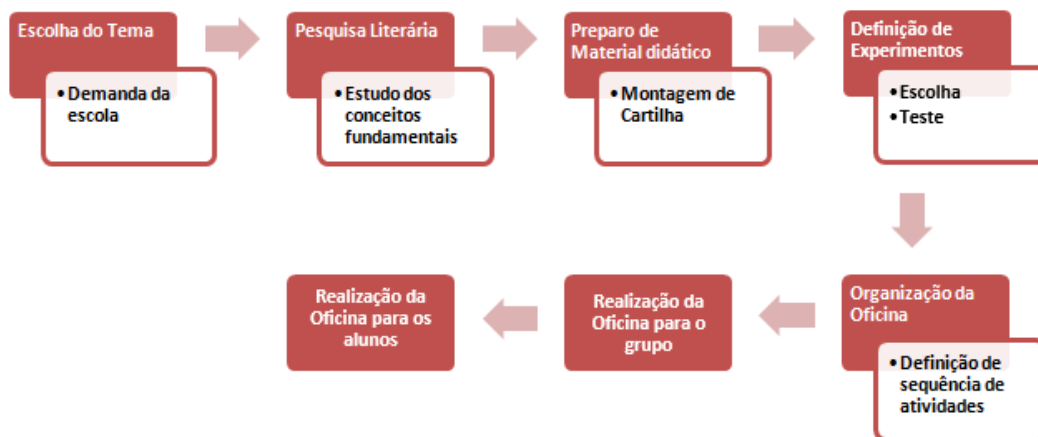 Escolha do Tema
• Demanda da
escola
Pesquisa Literária
• Estudo dos
conceitos
fundamentais
Preparo de
Material didático
• Montagem de
Cartilha
Definição de
Experimentos
• Escolha
• Teste
Organização da
Oficina
• Definição de
sequência de
atividades
Realização da
Oficina para o
grupo
Realização da
Oficina para os
alunos